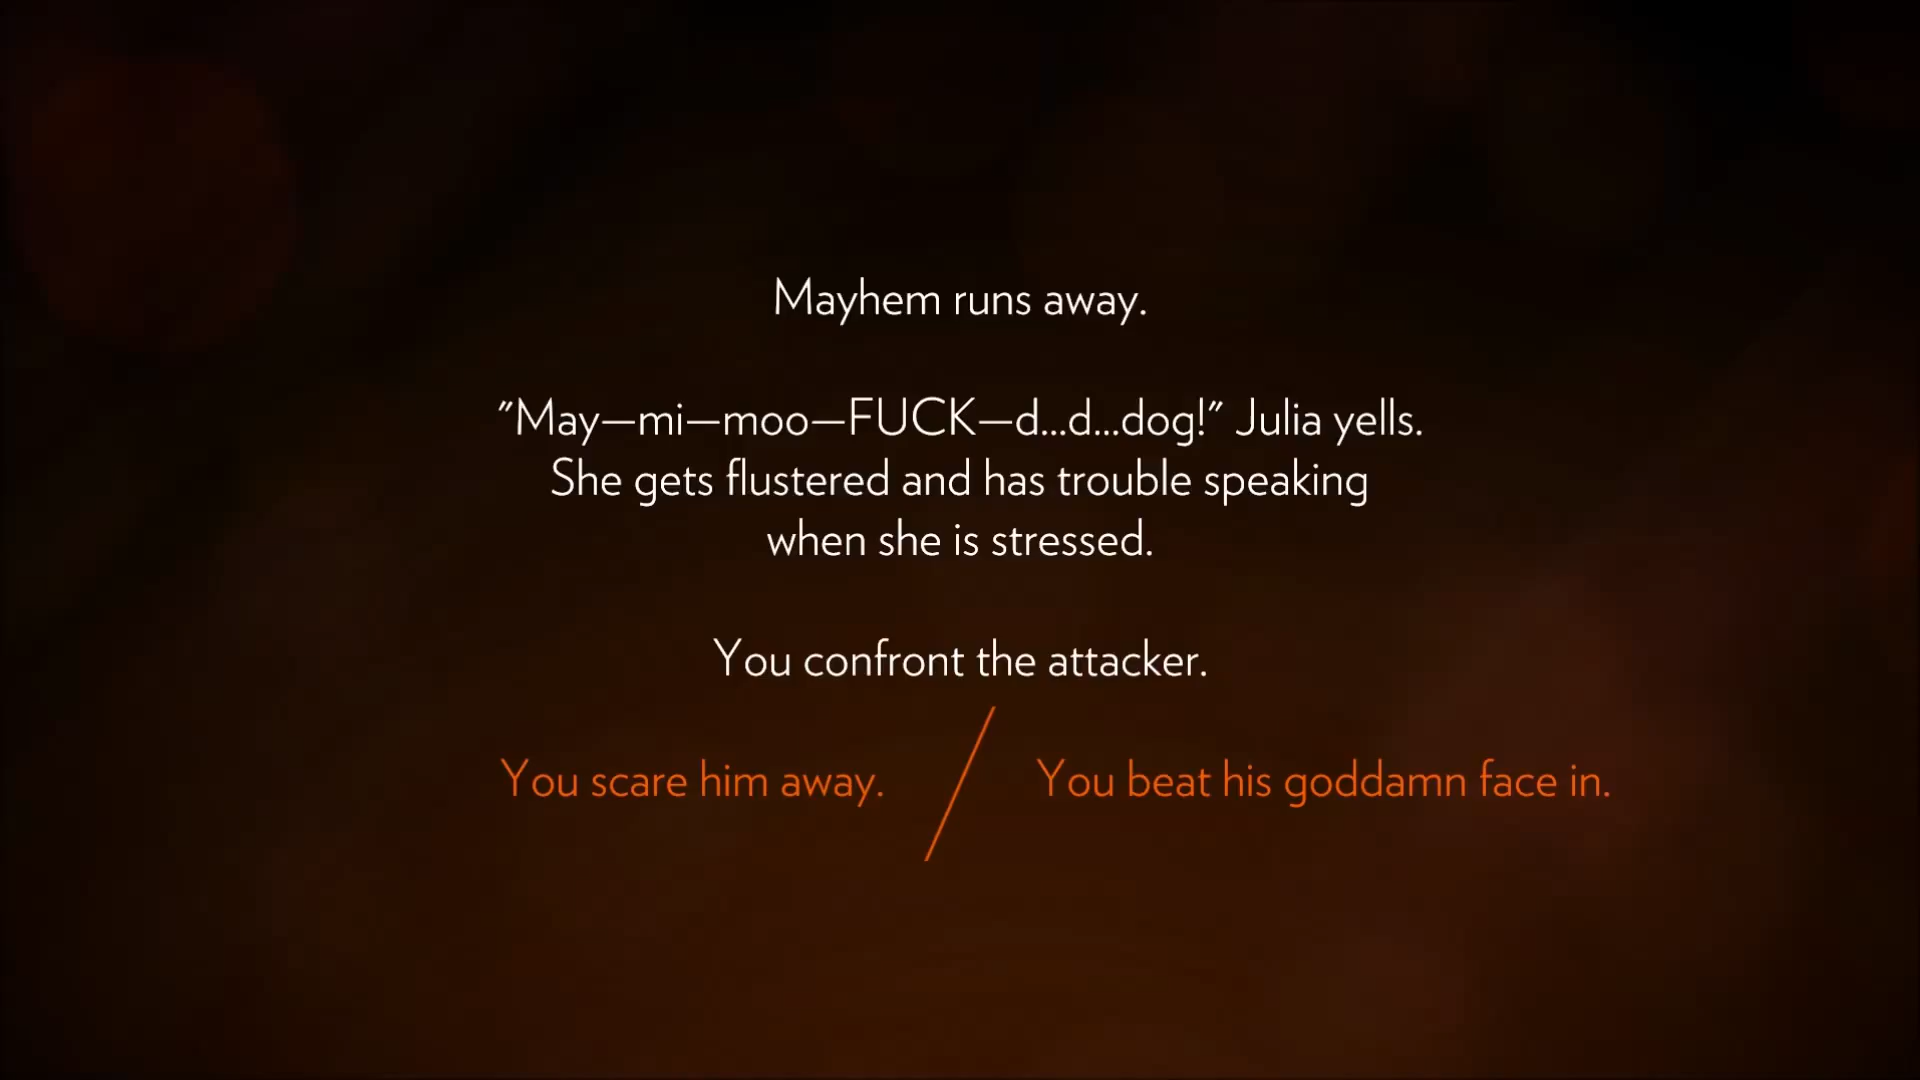 Mayhem runs away.
"May—mi—moo—FUCK—d...d...dog!" Julia yells.
She gets flustered and has trouble speaking
when she is stressed.
You confront the attacker.
You scare him away.
You beat his goddamn face in.